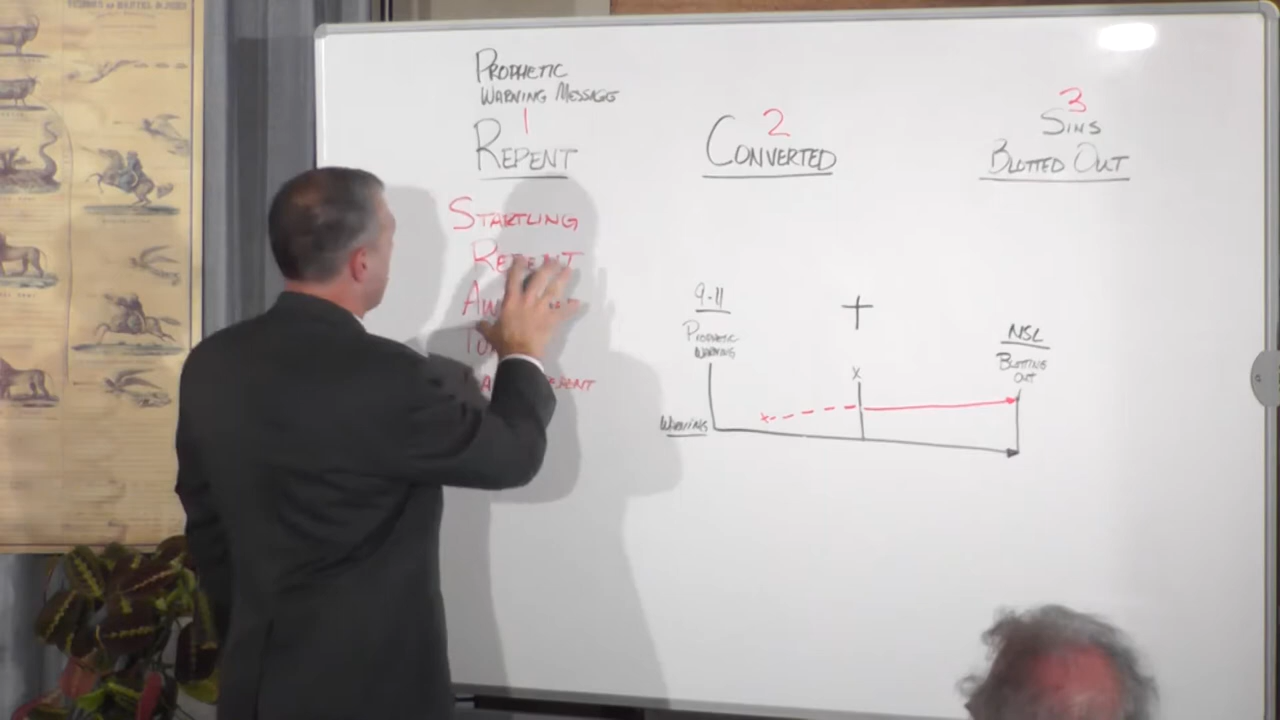 PROPHETIC
WARNING MESSAGE
1
REPENT
STARTLING
REPENT
2
CONVERTED
3
SINS
BLOTTED OUT
9-11
PROPHETIC
WARNING
WARNING
X
NSL
BLOTTING
OUT